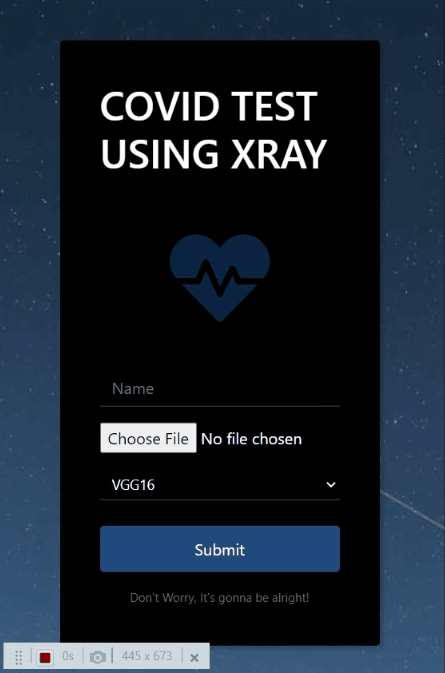 COVID TEST
USING XRAY
Name
Choose File No file chosen
VGG16
Submit
Don't Worry, It's gonna be alright!
0s 445 x 673